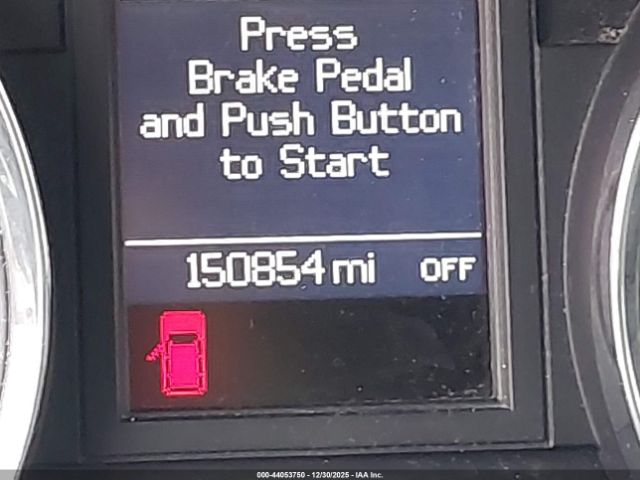 Press
Brake Pedal
and Push Button
to Start
150854 mi OFF
000-44053750 - 12/30/2025 - IAA Inc.